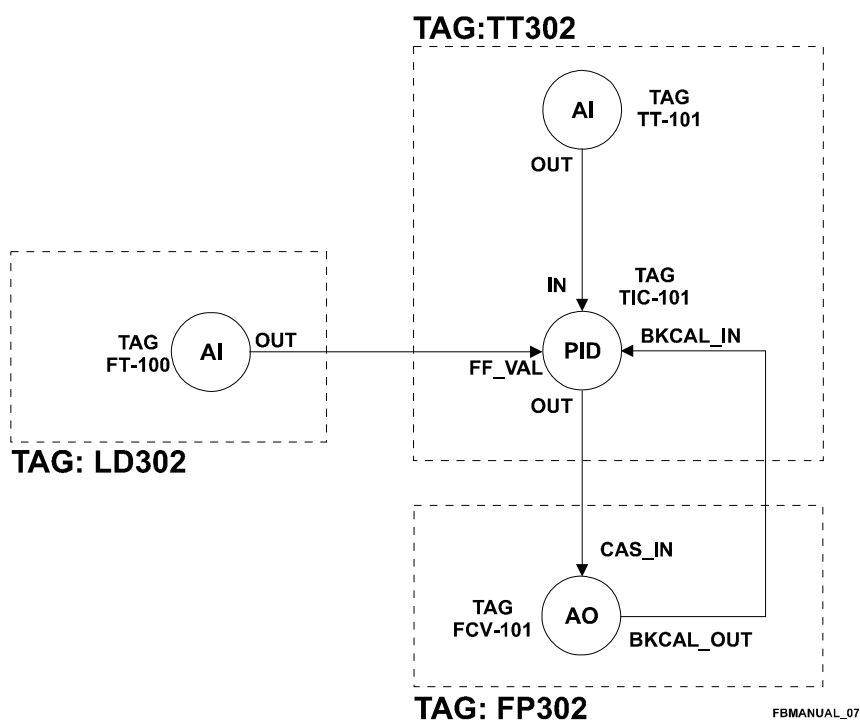 TAG:TT302
AI
TAG
TT-101
OUT
IN
TAG
TIC-101
TAG
FT-100
AI
OUT
FF_VAL
PID
BKCAL_IN
OUT
TAG: LD302
CAS_IN
TAG
FCV-101
AO
BKCAL_OUT
TAG: FP302
FBMANUAL_07